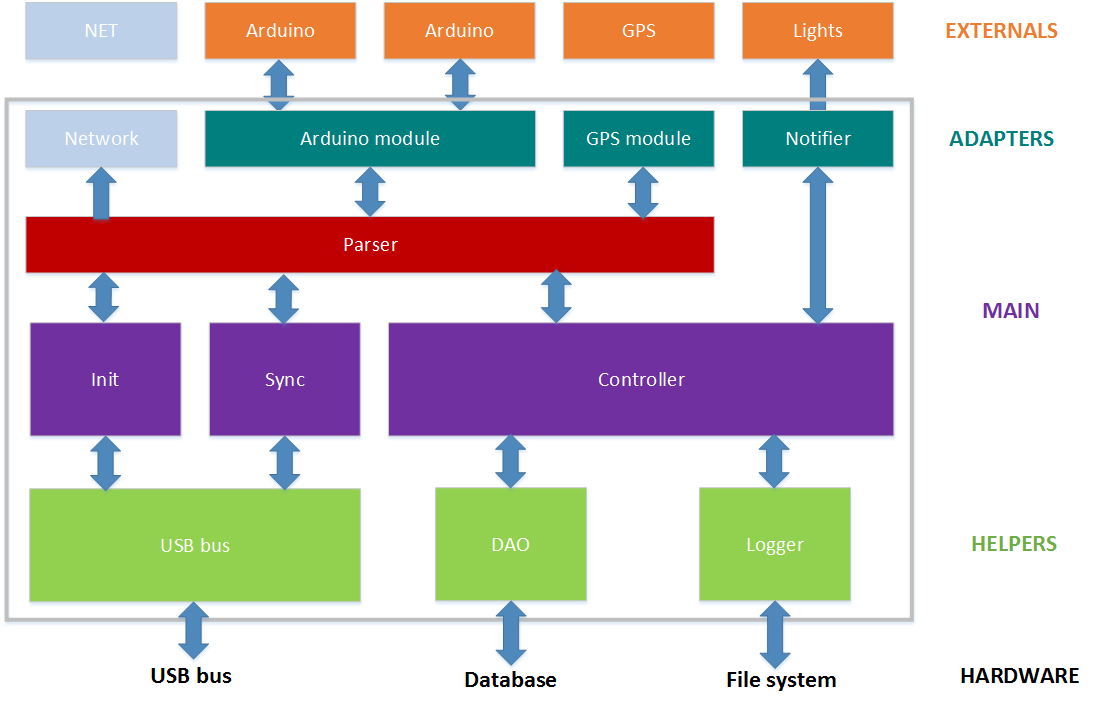 NET
Arduino
Arduino
GPS
Lights
EXTERNALS
Network
Arduino module
GPS module
Notifier
ADAPTERS
Parser
MAIN
Init
Sync
Controller
USB bus
DAO
Logger
HELPERS
USB bus
Database
File system
HARDWARE